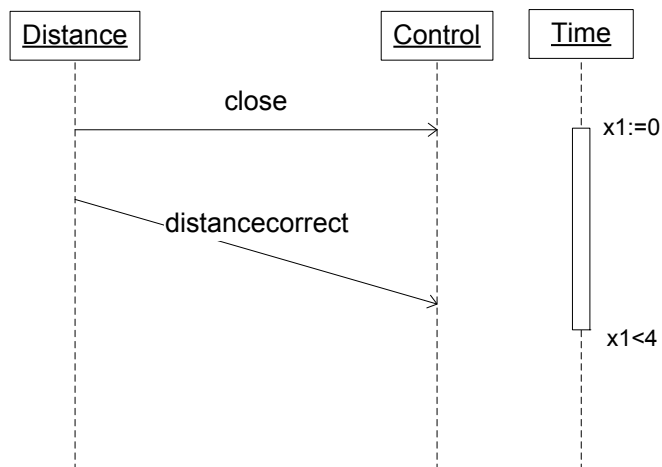 Distance
Control
Time
close
x1:=0
distancecorrect
x1<4